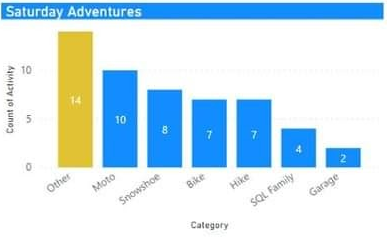 Saturday Adventures
Count of Activity
10
5
0
14
10
8
7
7
4
2
Other
Moto
Snowshoe
Bike
Hike
SQL Family
Garage
Category